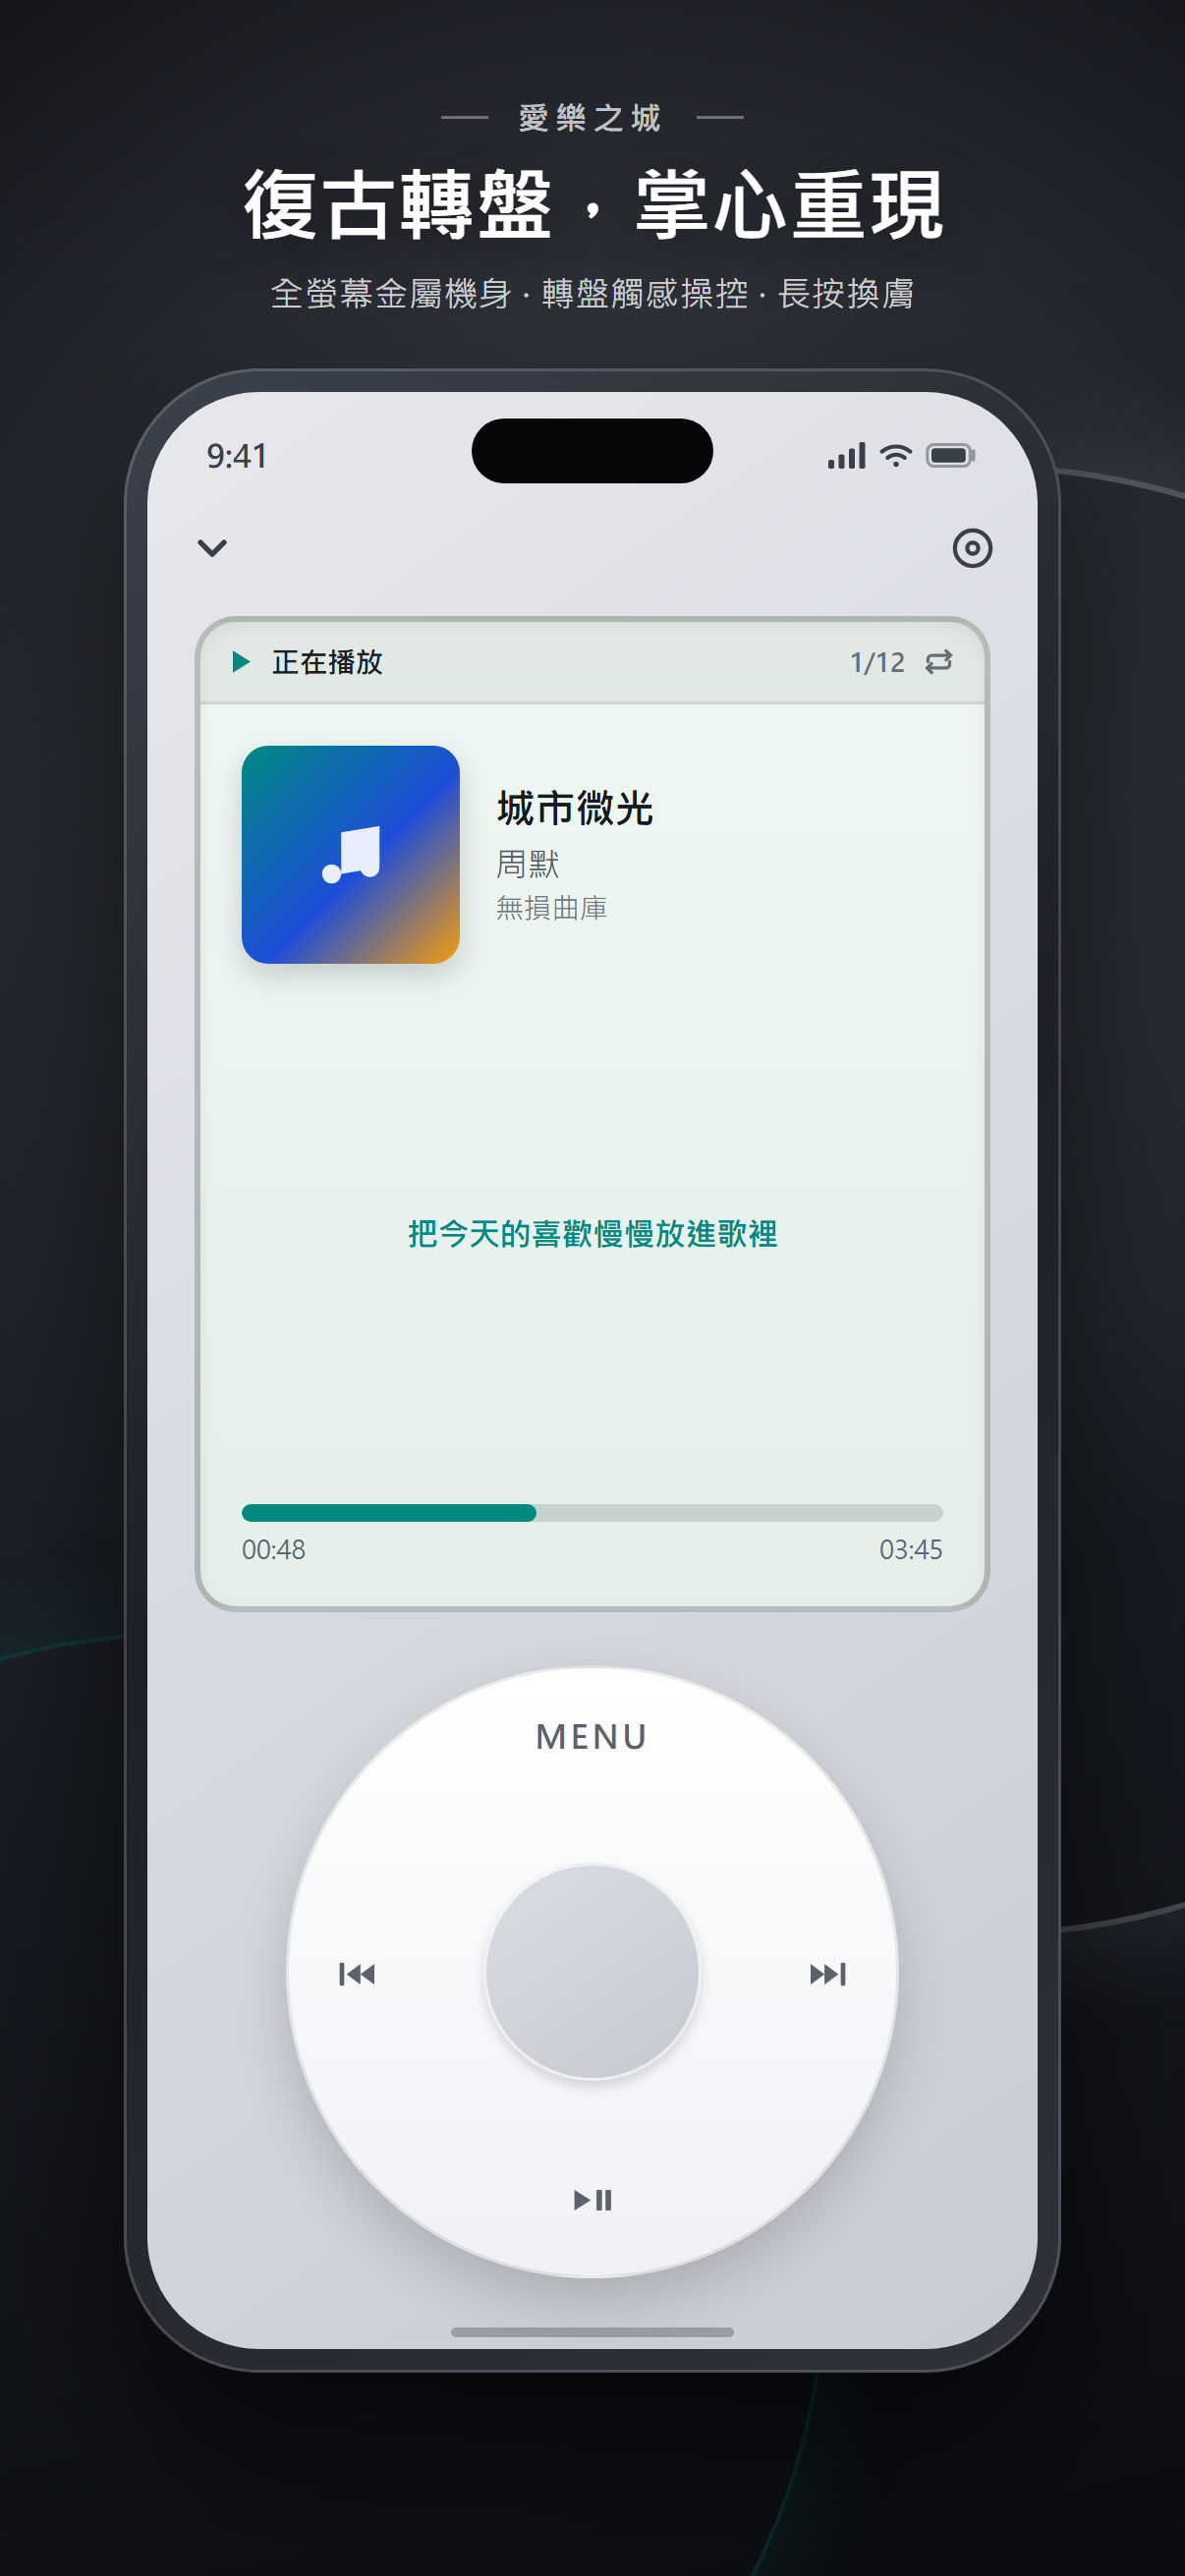 愛樂之城
復古轉盤，掌心重現
全螢幕金屬機身 · 轉盤觸感操控 · 長按換膚
9:41
正在播放 1/12
城市微光
周默
無損曲庫
把今天的喜歡慢慢放進歌裡
00:48 03:45
MENU